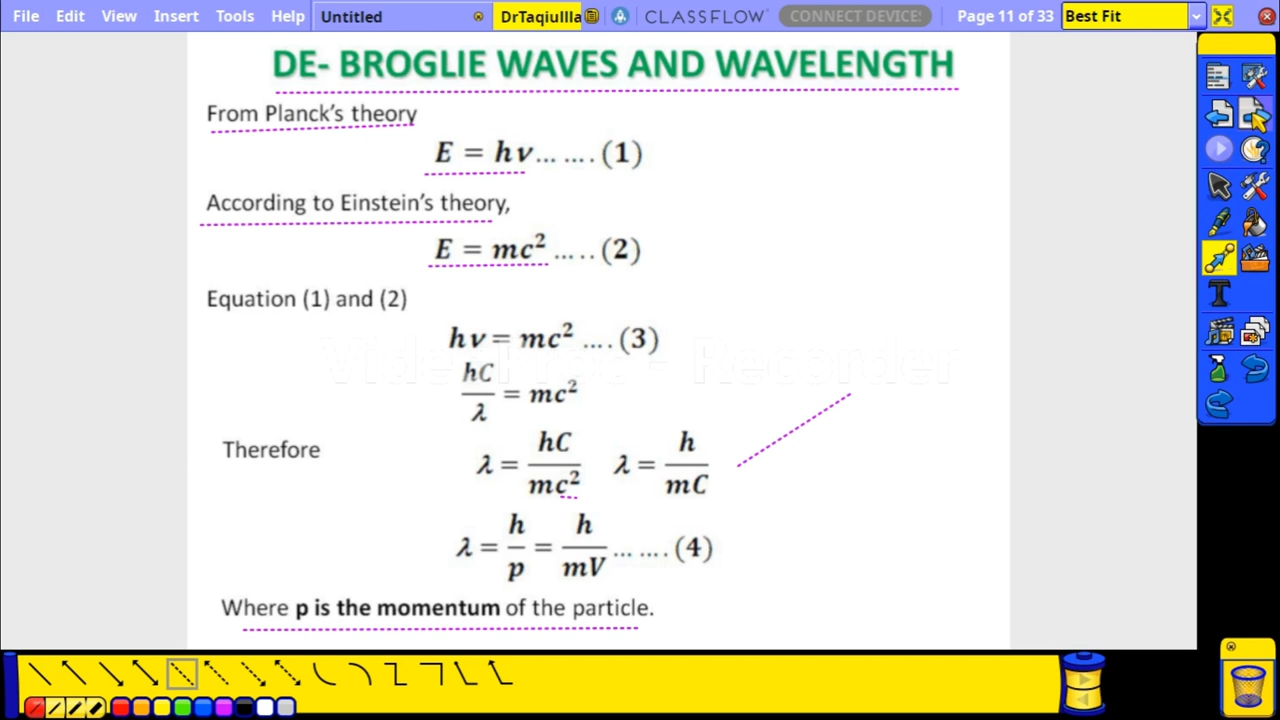 File Edit View Insert Tools Help Untitled DrTaqiullla CLASSFLOW CONNECT DEVICES Page 11 of 33 Best Fit
DE- BROGLIE WAVES AND WAVELENGTH
From Planck's theory
E = hν... .... (1)
According to Einstein's theory,
E = mc² ..... (2)
Equation (1) and (2)
hν = mc² .... (3)
hC/λ = mc²
Therefore λ = hC/mc² λ = h/mC
λ = h/p = h/mV ... .... (4)
Where p is the momentum of the particle.